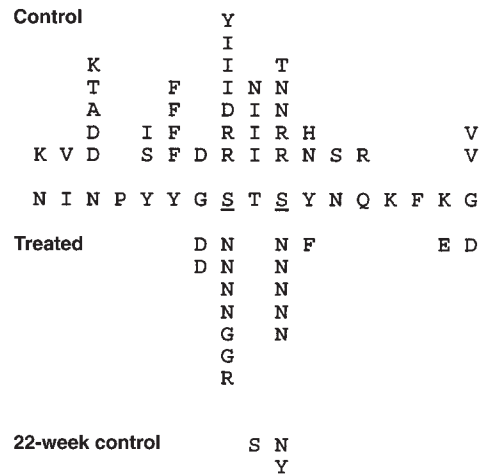 Control Y
I
K I T
T F I N N
A F D I N
D I F R I R H V
K V D S F D R I R N S R V
N I N P Y Y G S T S Y N Q K F K G
Treated D N N F E D
D N N
N N
N N
G N
G
R
22-week control S N
Y